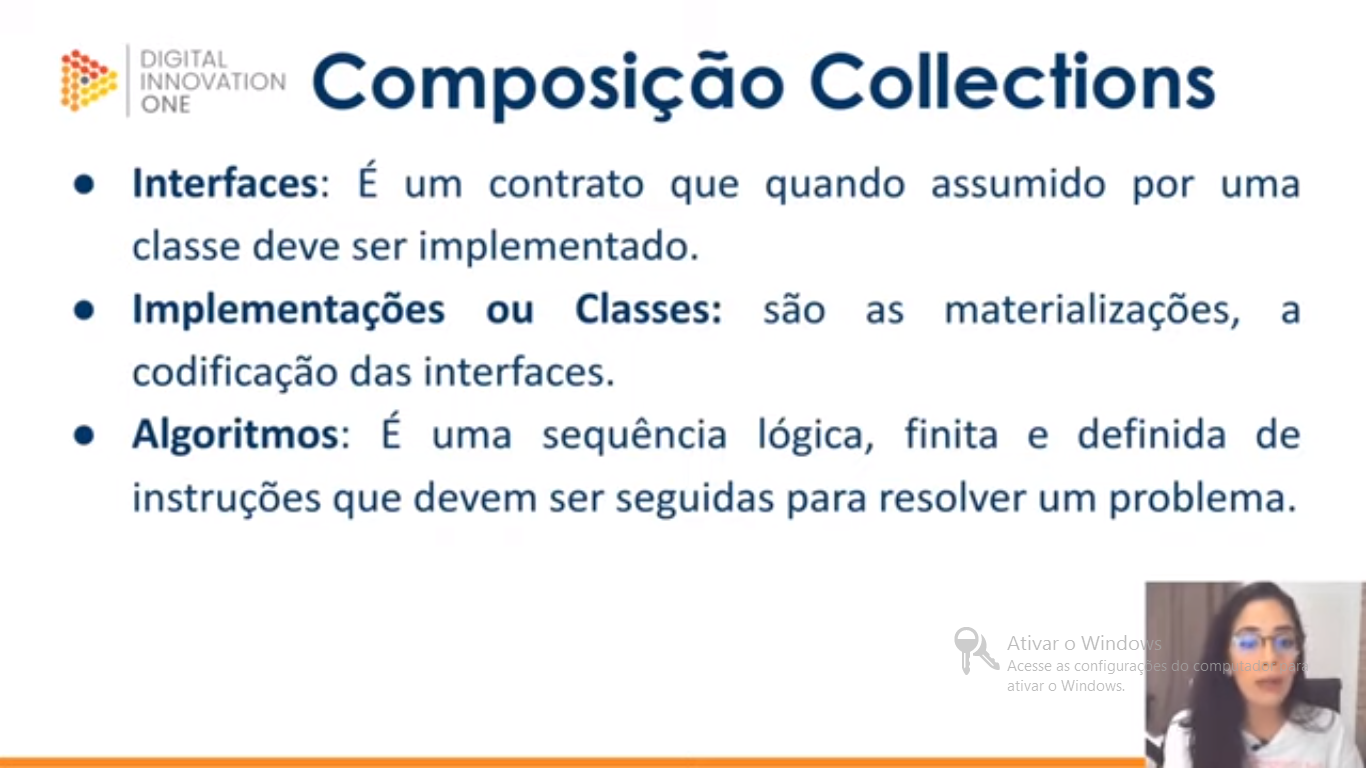 DIGITAL
INNOVATION
ONE
Composição Collections
● Interfaces: É um contrato que quando assumido por uma
classe deve ser implementado.
● Implementações ou Classes: são as materializações, a
codificação das interfaces.
● Algoritmos: É uma sequência lógica, finita e definida de
instruções que devem ser seguidas para resolver um problema.
Ativar o Windows
Acesse as configurações do computador para
ativar o Windows.